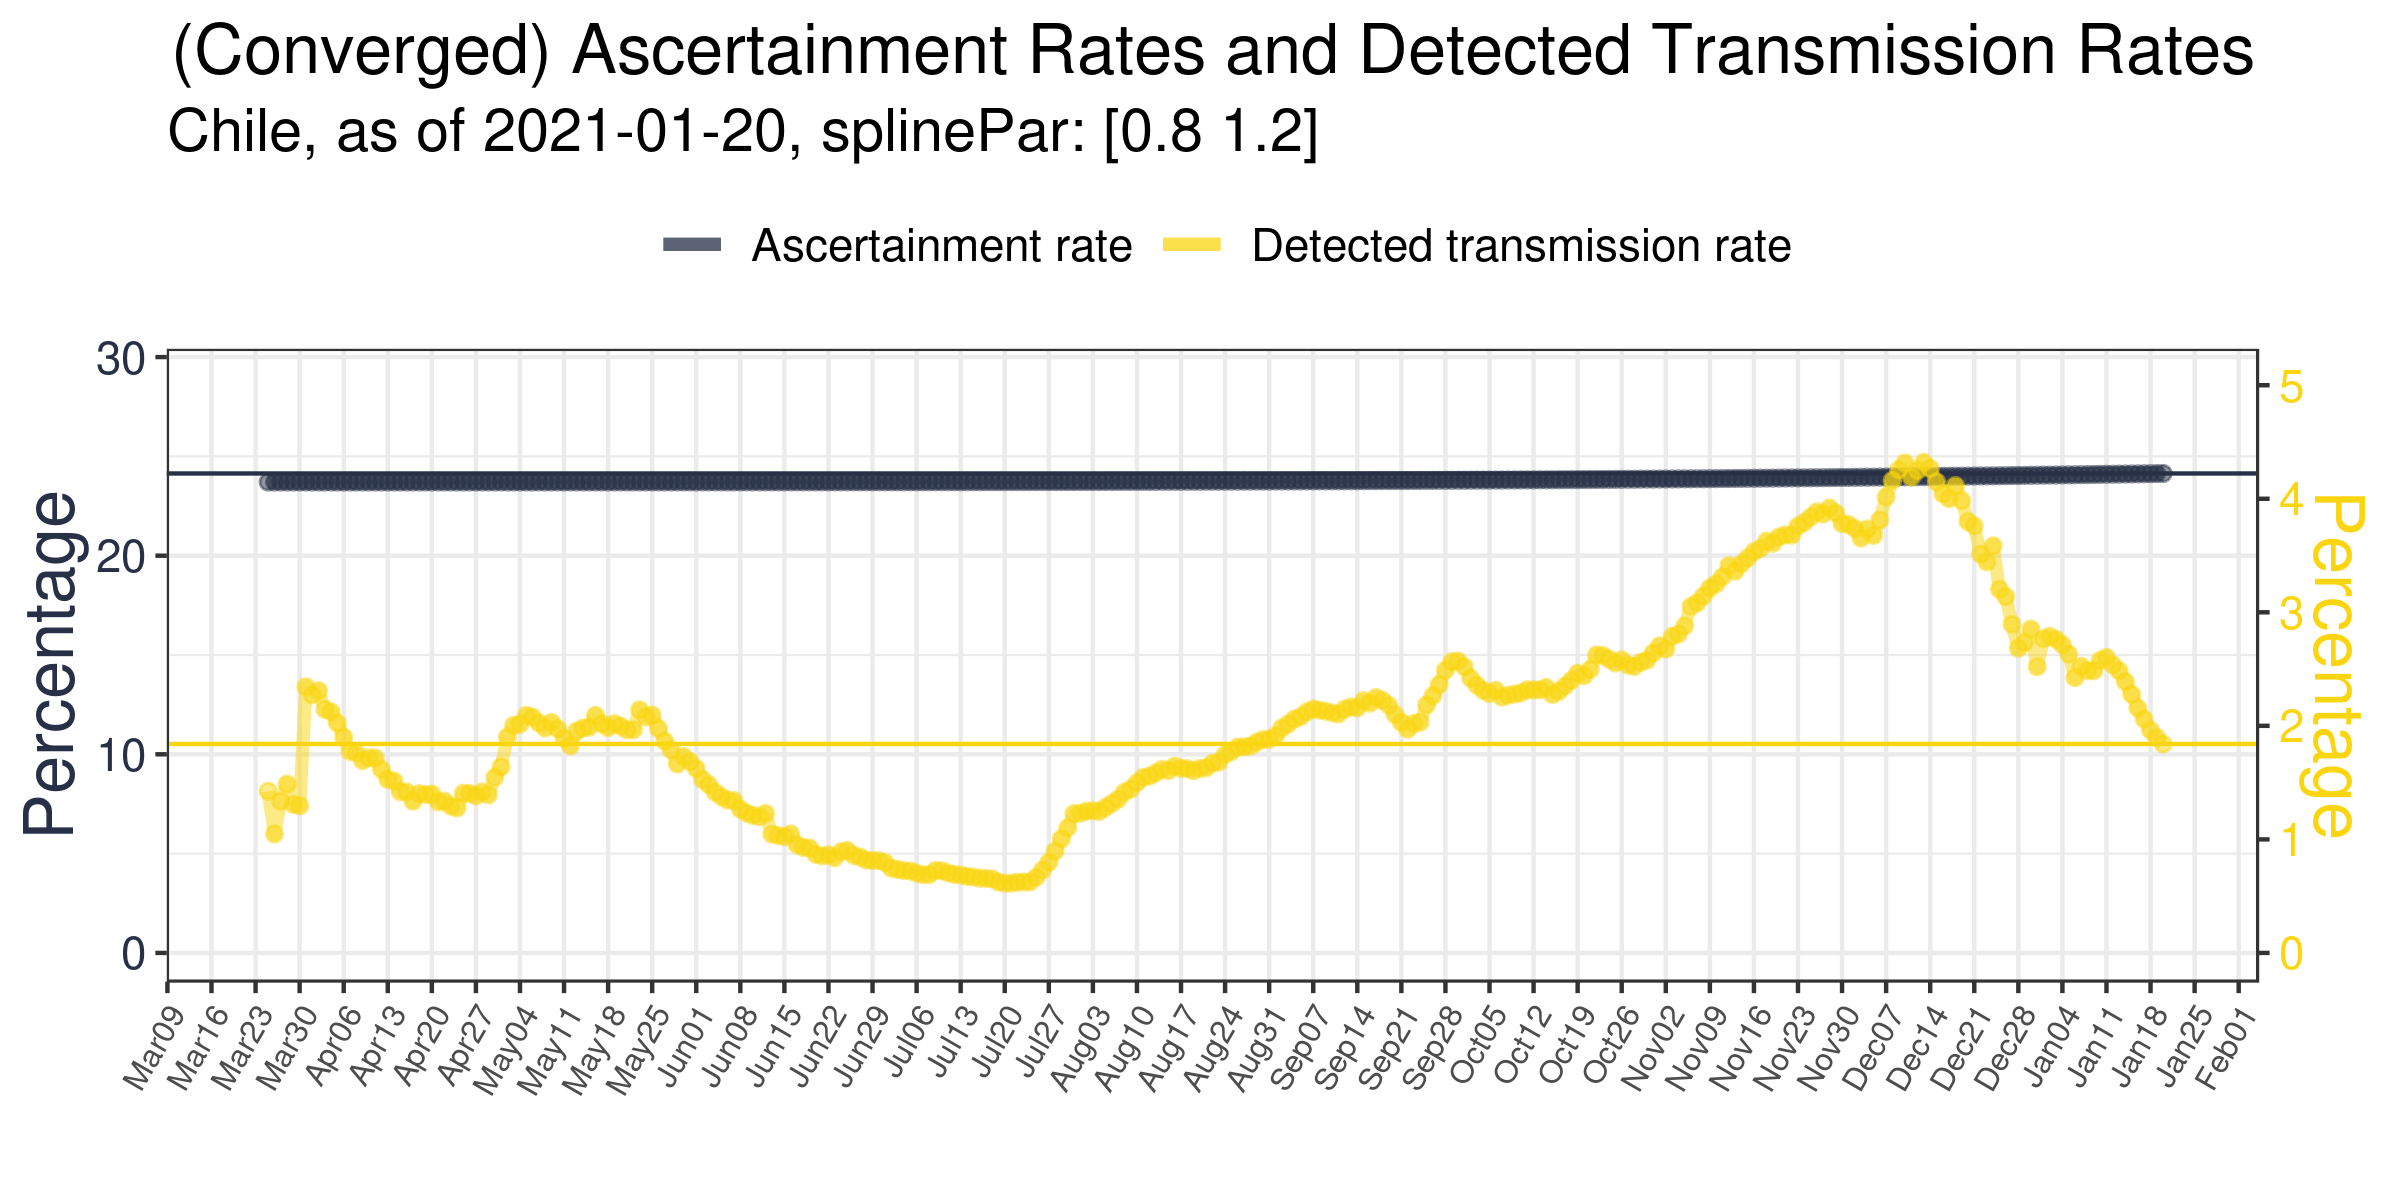 (Converged) Ascertainment Rates and Detected Transmission Rates
Chile, as of 2021-01-20, splinePar: [0.8 1.2]
Ascertainment rate
Detected transmission rate
Percentage
30
20
10
0
5
4
3
2
1
0
Percentage
Mar09
Mar16
Mar23
Mar30
Apr06
Apr13
Apr20
Apr27
May04
May11
May18
May25
Jun01
Jun08
Jun15
Jun22
Jun29
Jul06
Jul13
Jul20
Jul27
Aug03
Aug10
Aug17
Aug24
Aug31
Sep07
Sep14
Sep21
Sep28
Oct05
Oct12
Oct19
Oct26
Nov02
Nov09
Nov16
Nov23
Nov30
Dec07
Dec14
Dec21
Dec28
Jan04
Jan11
Jan18
Jan25
Feb01